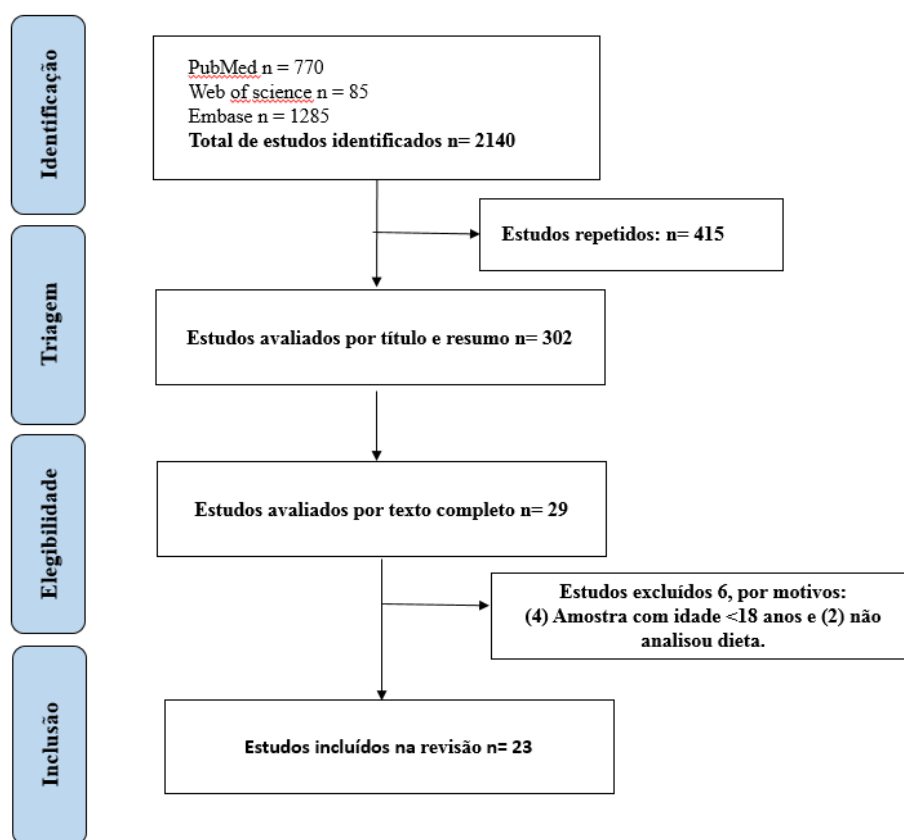 Identificação
PubMed n = 770
Web of science n = 85
Embase n = 1285
Total de estudos identificados n= 2140
Estudos repetidos: n= 415
Triagem
Estudos avaliados por título e resumo n= 302
Elegibilidade
Estudos avaliados por texto completo n= 29
Estudos excluídos 6, por motivos:
(4) Amostra com idade <18 anos e (2) não
analisou dieta.
Inclusão
Estudos incluídos na revisão n= 23